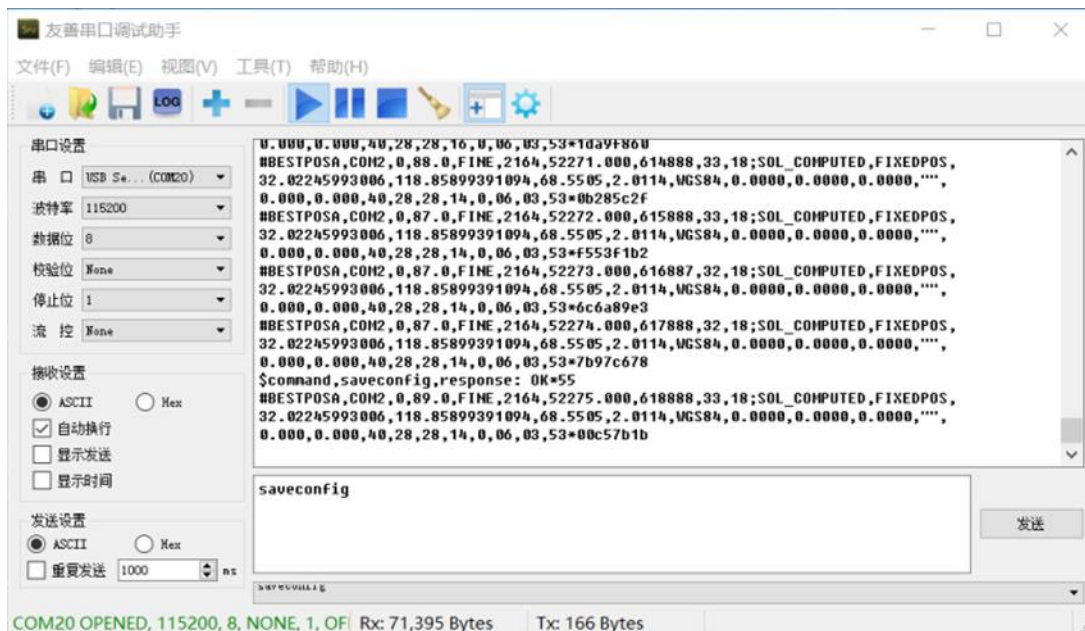 友善串口调试助手
文件(F) 编辑(E) 视图(V) 工具(T) 帮助(H)
LOG
串口设置
串 口 USB Se...(COM20)
波特率 115200
数据位 8
校验位 None
停止位 1
流 控 None
接收设置
ASCII Hex
自动换行
显示发送
显示时间
发送设置
ASCII Hex
重复发送 1000 ms
0.000,0.000,40,28,28,16,0,06,03,53*1da9f860
#BESTPOSA,COM2,0,88.0,FINE,2164,52271.000,614888,33,18;SOL_COMPUTED,FIXEDPOS,
32.02245993006,118.85899391094,68.5505,2.0114,WGS84,0.0000,0.0000,0.0000,"",
0.000,0.000,40,28,28,14,0,06,03,53*0b285c2f
#BESTPOSA,COM2,0,87.0,FINE,2164,52272.000,615888,33,18;SOL_COMPUTED,FIXEDPOS,
32.02245993006,118.85899391094,68.5505,2.0114,WGS84,0.0000,0.0000,0.0000,"",
0.000,0.000,40,28,28,14,0,06,03,53*f553f1b2
#BESTPOSA,COM2,0,87.0,FINE,2164,52273.000,616887,32,18;SOL_COMPUTED,FIXEDPOS,
32.02245993006,118.85899391094,68.5505,2.0114,WGS84,0.0000,0.0000,0.0000,"",
0.000,0.000,40,28,28,14,0,06,03,53*6c6a89e3
#BESTPOSA,COM2,0,87.0,FINE,2164,52274.000,617888,32,18;SOL_COMPUTED,FIXEDPOS,
32.02245993006,118.85899391094,68.5505,2.0114,WGS84,0.0000,0.0000,0.0000,"",
0.000,0.000,40,28,28,14,0,06,03,53*7b97c678
$command,saveconfig,response: OK*55
#BESTPOSA,COM2,0,89.0,FINE,2164,52275.000,618888,33,18;SOL_COMPUTED,FIXEDPOS,
32.02245993006,118.85899391094,68.5505,2.0114,WGS84,0.0000,0.0000,0.0000,"",
0.000,0.000,40,28,28,14,0,06,03,53*00c57b1b
saveconfig
发送
saveconfig
COM20 OPENED, 115200, 8, NONE, 1, OF Rx: 71,395 Bytes Tx: 166 Bytes